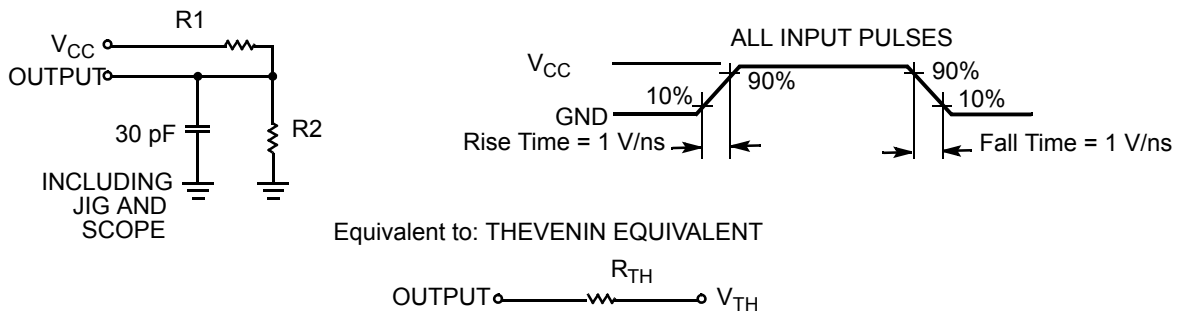 R1
VCC
OUTPUT
30 pF
R2
INCLUDING
JIG AND
SCOPE
ALL INPUT PULSES
VCC
GND
10%
90%
90%
10%
Rise Time = 1 V/ns
Fall Time = 1 V/ns
Equivalent to: THEVENIN EQUIVALENT
RTH
OUTPUT
VTH